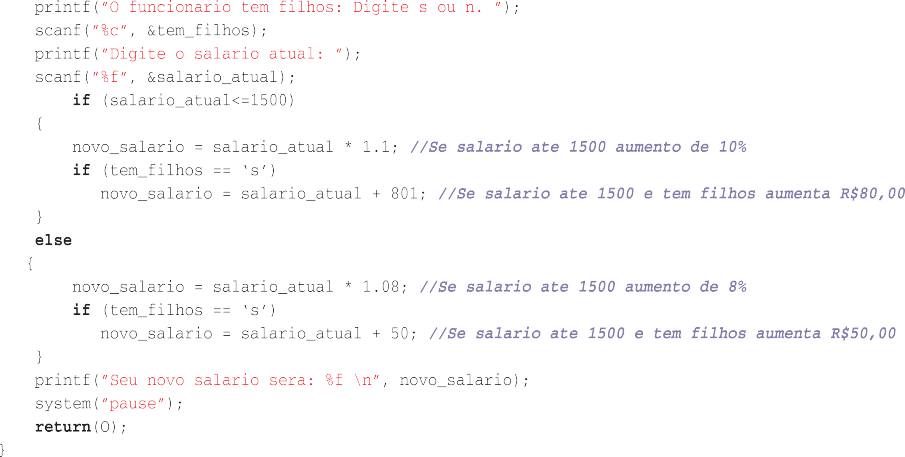 printf("O funcionario tem filhos: Digite s ou n. ");
scanf("%c", &tem_filhos);
printf("Digite o salario atual: ");
scanf("%f", &salario_atual);
if (salario_atual<=1500)
{
novo_salario = salario_atual * 1.1; //Se salario ate 1500 aumento de 10%
if (tem_filhos == ‘s’)
novo_salario = salario_atual + 801; //Se salario ate 1500 e tem filhos aumenta R$80,00
}
else
{
novo_salario = salario_atual * 1.08; //Se salario ate 1500 aumento de 8%
if (tem_filhos == ‘s’)
novo_salario = salario_atual + 50; //Se salario ate 1500 e tem filhos aumenta R$50,00
}
printf("Seu novo salario sera: %f \n", novo_salario);
system("pause");
return(O);
}